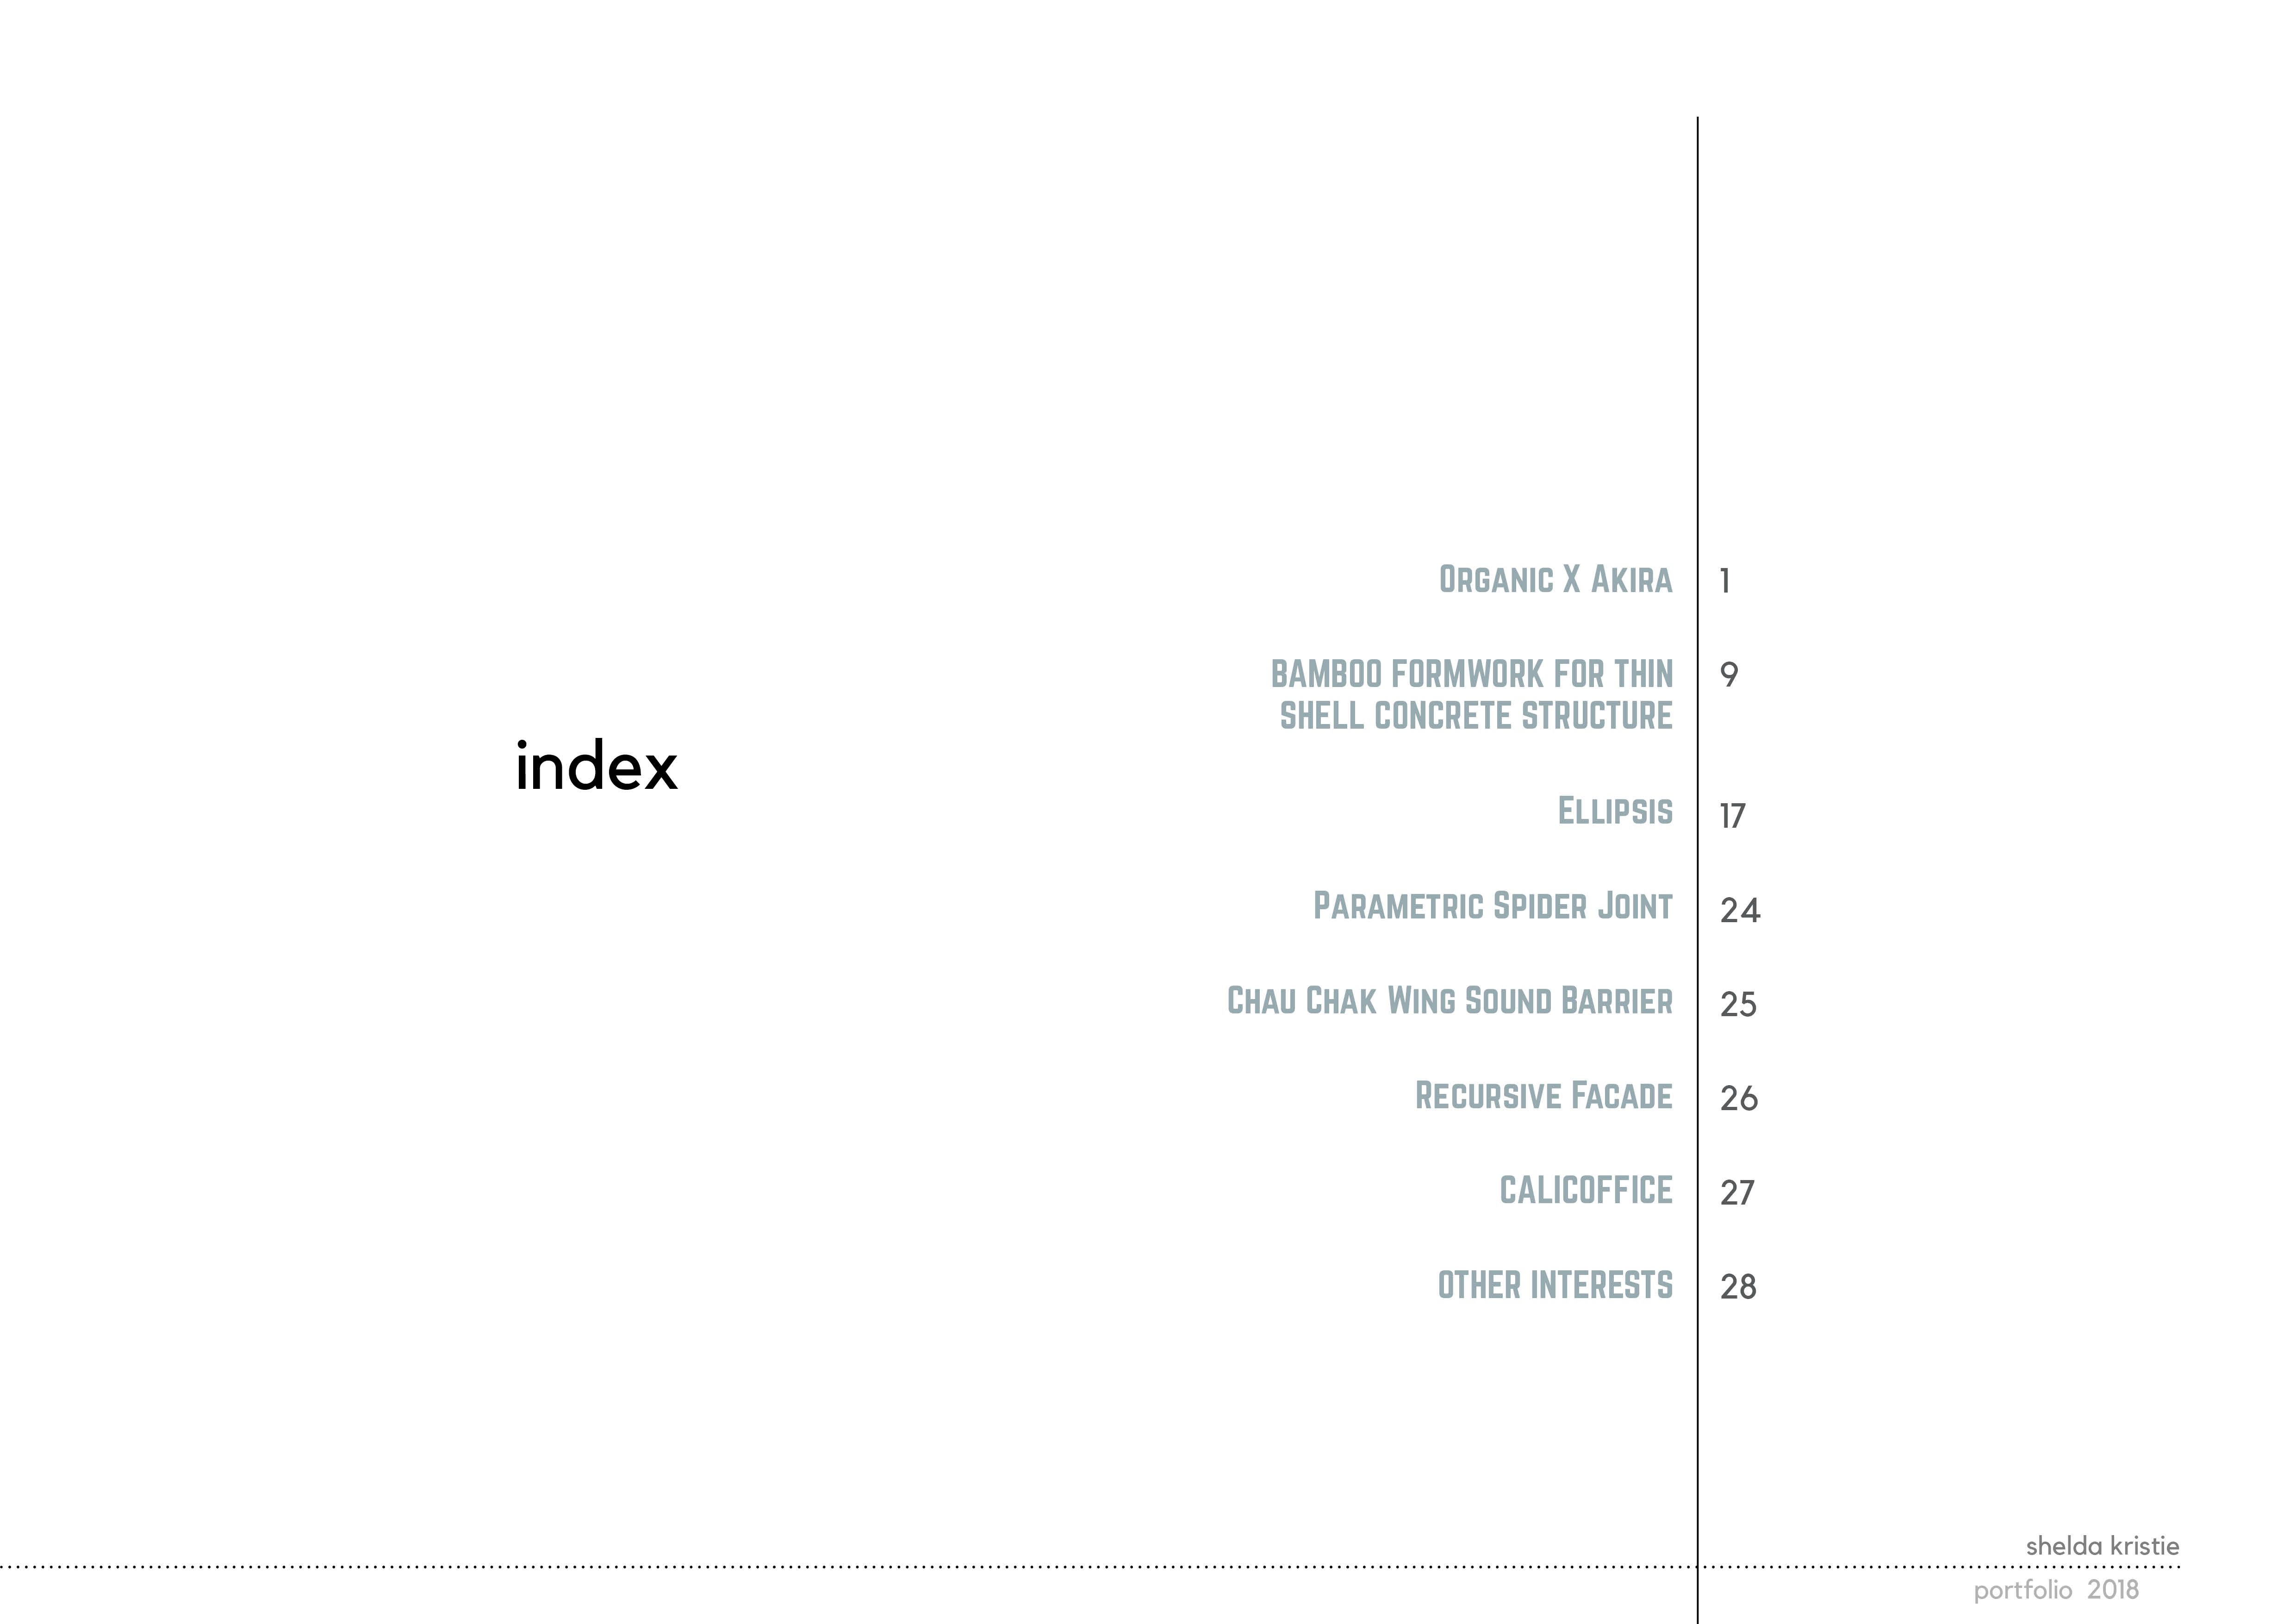 index
Organic X Akira 1
BAMBOO FORMWORK FOR THIN 9
SHELL CONCRETE STRUCTURE
Ellipsis 17
Parametric Spider Joint 24
Chau Chak Wing Sound Barrier 25
Recursive Facade 26
CALICOFFICE 27
OTHER INTERESTS 28
shelda kristie
portfolio 2018